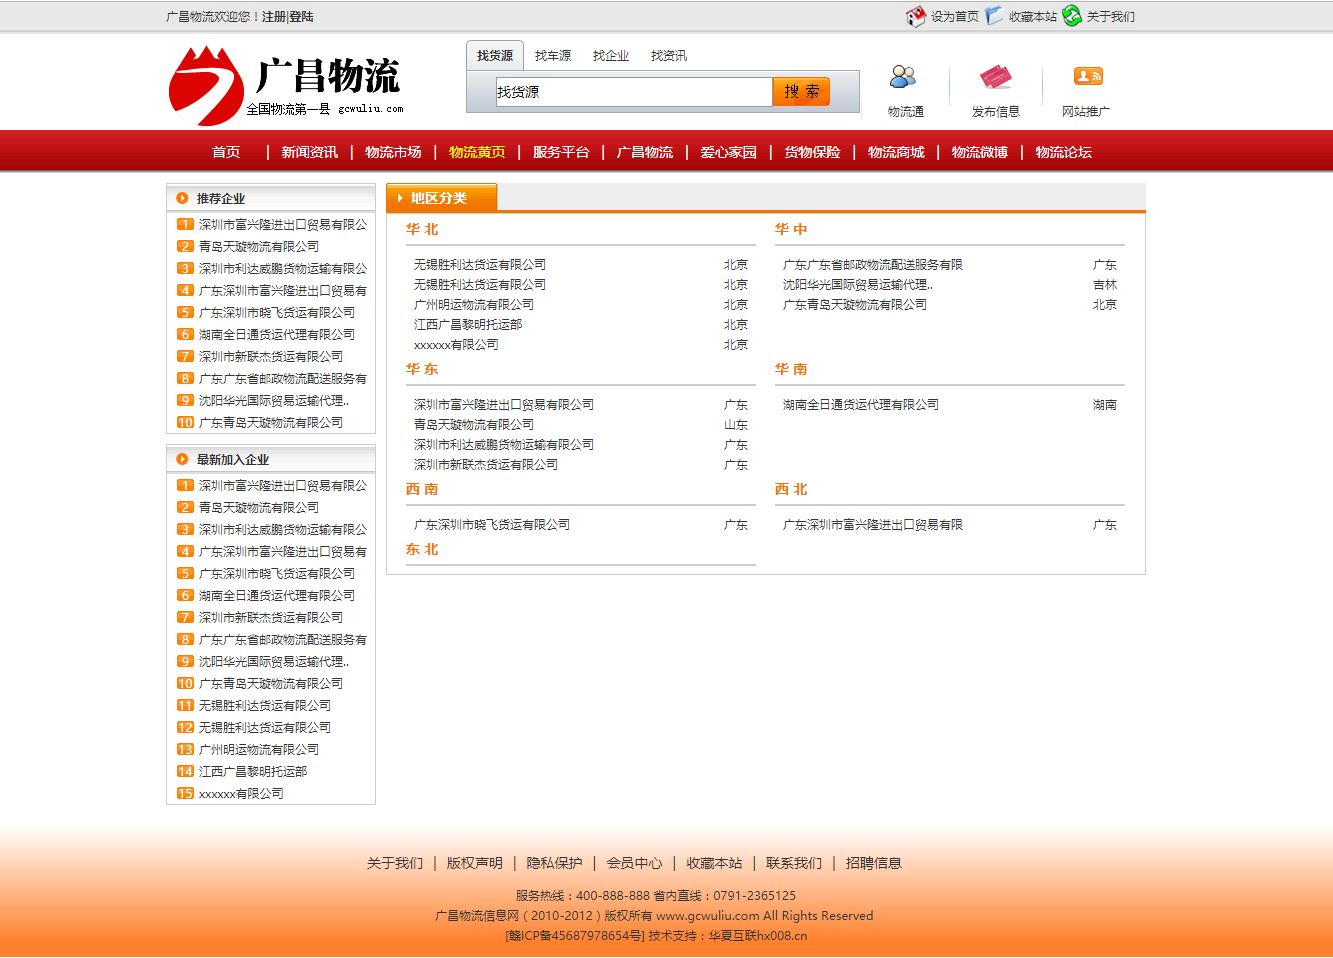 广昌物流欢迎您！注册|登陆
设为首页 收藏本站 关于我们
广昌物流
全国物流第一县 gcwuliu.com
找货源 找车源 找企业 找资讯
找货源 搜 索
物流通 发布信息 网站推广
首页 | 新闻资讯 | 物流市场 | 物流黄页 | 服务平台 | 广昌物流 | 爱心家园 | 货物保险 | 物流商城 | 物流微博 | 物流论坛
推荐企业
1 深圳市富兴隆进出口贸易有限公
2 青岛天璇物流有限公司
3 深圳市利达威鹏货物运输有限公
4 广东深圳市富兴隆进出口贸易有
5 广东深圳市晓飞货运有限公司
6 湖南全日通货运代理有限公司
7 深圳市新联杰货运有限公司
8 广东广东省邮政物流配送服务有
9 沈阳华光国际贸易运输代理..
10 广东青岛天璇物流有限公司
最新加入企业
1 深圳市富兴隆进出口贸易有限公
2 青岛天璇物流有限公司
3 深圳市利达威鹏货物运输有限公
4 广东深圳市富兴隆进出口贸易有
5 广东深圳市晓飞货运有限公司
6 湖南全日通货运代理有限公司
7 深圳市新联杰货运有限公司
8 广东广东省邮政物流配送服务有
9 沈阳华光国际贸易运输代理..
10 广东青岛天璇物流有限公司
11 无锡胜利达货运有限公司
12 无锡胜利达货运有限公司
13 广州明运物流有限公司
14 江西广昌黎明托运部
15 xxxxxx有限公司
地区分类
华 北
无锡胜利达货运有限公司 北京
无锡胜利达货运有限公司 北京
广州明运物流有限公司 北京
江西广昌黎明托运部 北京
xxxxxx有限公司 北京
华 中
广东广东省邮政物流配送服务有限 广东
沈阳华光国际贸易运输代理.. 吉林
广东青岛天璇物流有限公司 北京
华 东
深圳市富兴隆进出口贸易有限公司 广东
青岛天璇物流有限公司 山东
深圳市利达威鹏货物运输有限公司 广东
深圳市新联杰货运有限公司 广东
华 南
湖南全日通货运代理有限公司 湖南
西 南
广东深圳市晓飞货运有限公司 广东
西 北
广东深圳市富兴隆进出口贸易有限 广东
东 北
关于我们 | 版权声明 | 隐私保护 | 会员中心 | 收藏本站 | 联系我们 | 招聘信息
服务热线：400-888-888 省内直线：0791-2365125
广昌物流信息网（2010-2012）版权所有 www.gcwuliu.com All Rights Reserved
[赣ICP备45687978654号] 技术支持：华夏互联hx008.cn